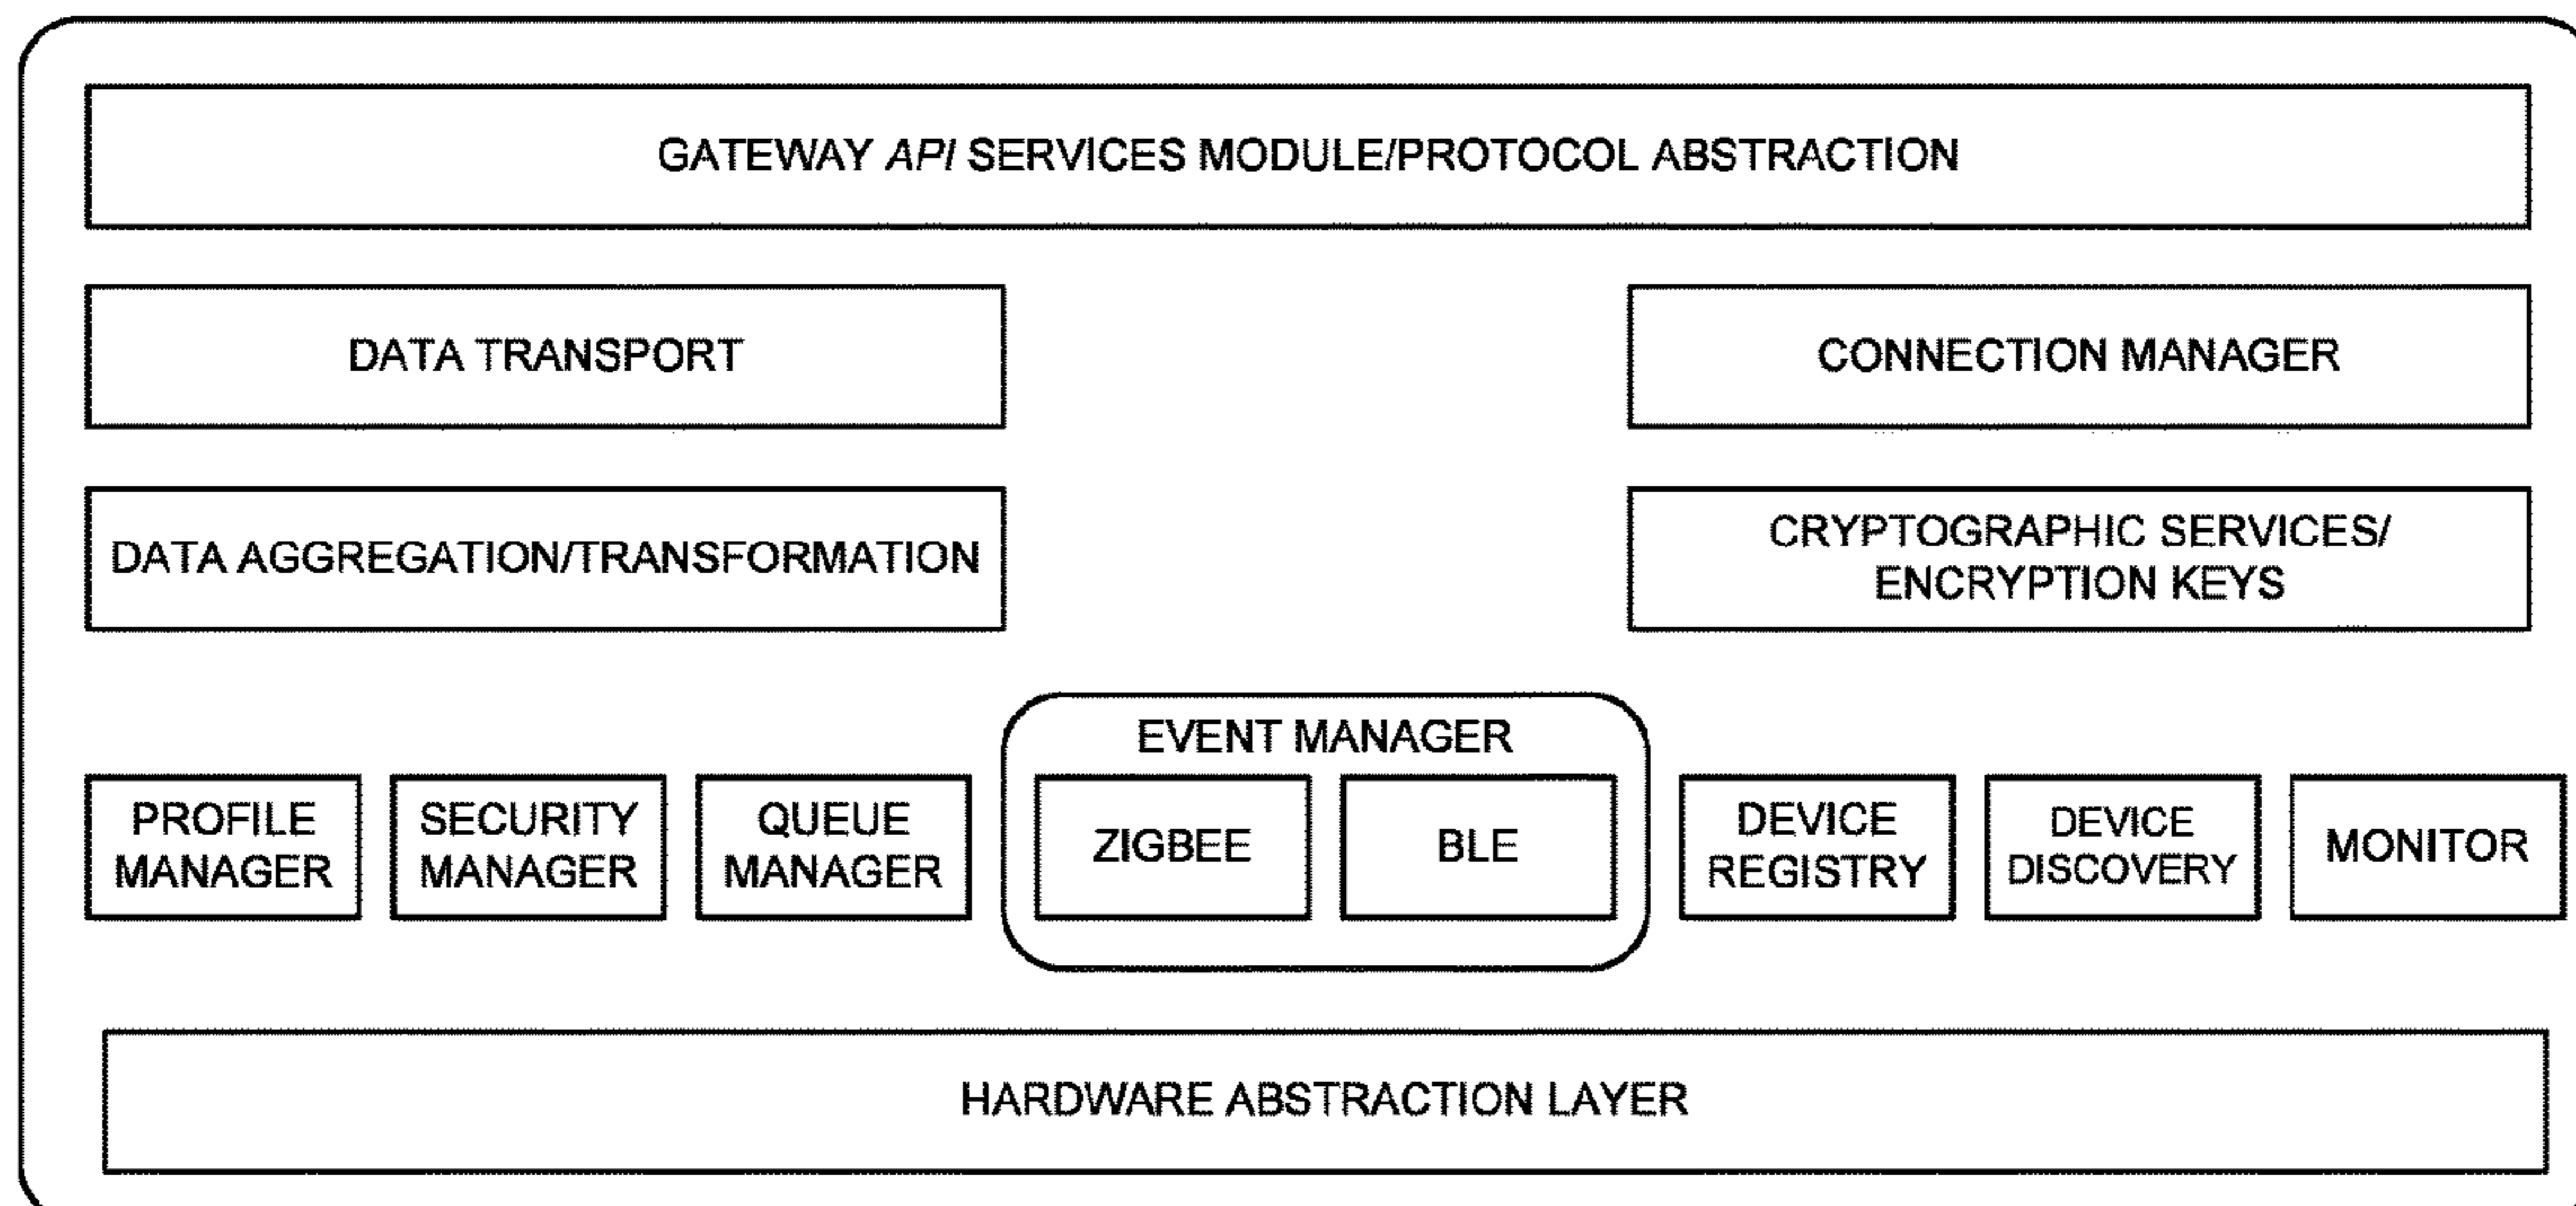 GATEWAY API SERVICES MODULE/PROTOCOL ABSTRACTION
DATA TRANSPORT
CONNECTION MANAGER
DATA AGGREGATION/TRANSFORMATION
CRYPTOGRAPHIC SERVICES/
ENCRYPTION KEYS
EVENT MANAGER
PROFILE
MANAGER
SECURITY
MANAGER
QUEUE
MANAGER
ZIGBEE
BLE
DEVICE
REGISTRY
DEVICE
DISCOVERY
MONITOR
HARDWARE ABSTRACTION LAYER